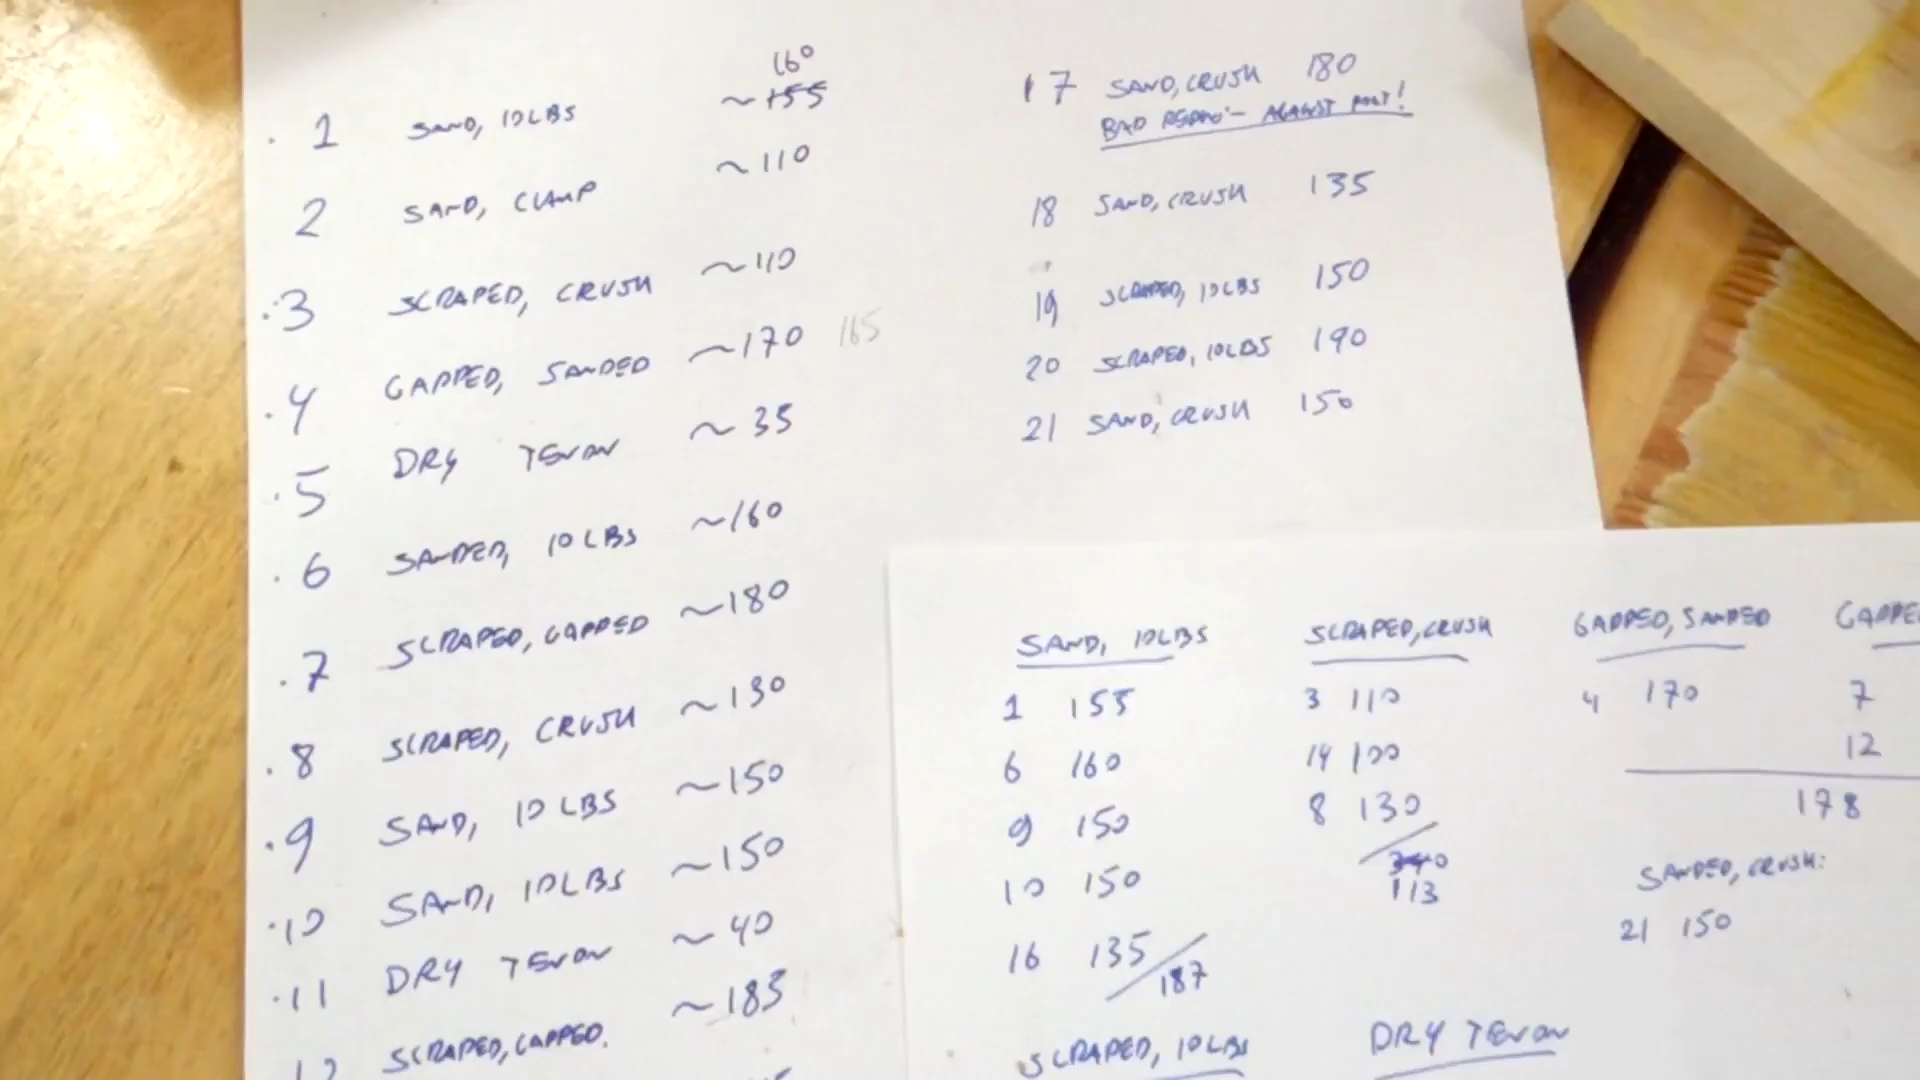 1 SAND, 10LBS ~155 160
2 SAND, CLAMP ~110
3 SCRAPED, CRUSH ~110
4 GAPPED, SANDED ~170 165
5 DRY TENON ~35
6 SANDED, 10LBS ~160
7 SCRAPED, GAPPED ~180
8 SCRAPED, CRUSH ~130
9 SAND, 10LBS ~150
10 SAND, 10LBS ~150
11 DRY TENON ~40
12 SCRAPED, GAPPED. ~185
17 SAND, CRUSH 180
BAD - AGAINST !
18 SAND, CRUSH 135
19 SCRAPED, 10LBS 150
20 SCRAPED, 10LBS 190
21 SAND, CRUSH 150
SAND, 10LBS
1 155
6 160
9 150
10 150
16 135
187
SCRAPED, CRUSH
3 110
14 100
8 130
340
113
GAPPED, SANDED
4 170
GAPPE
7
12
178
SANDED, CRUSH:
21 150
SCRAPED, 10LBS
DRY TENON